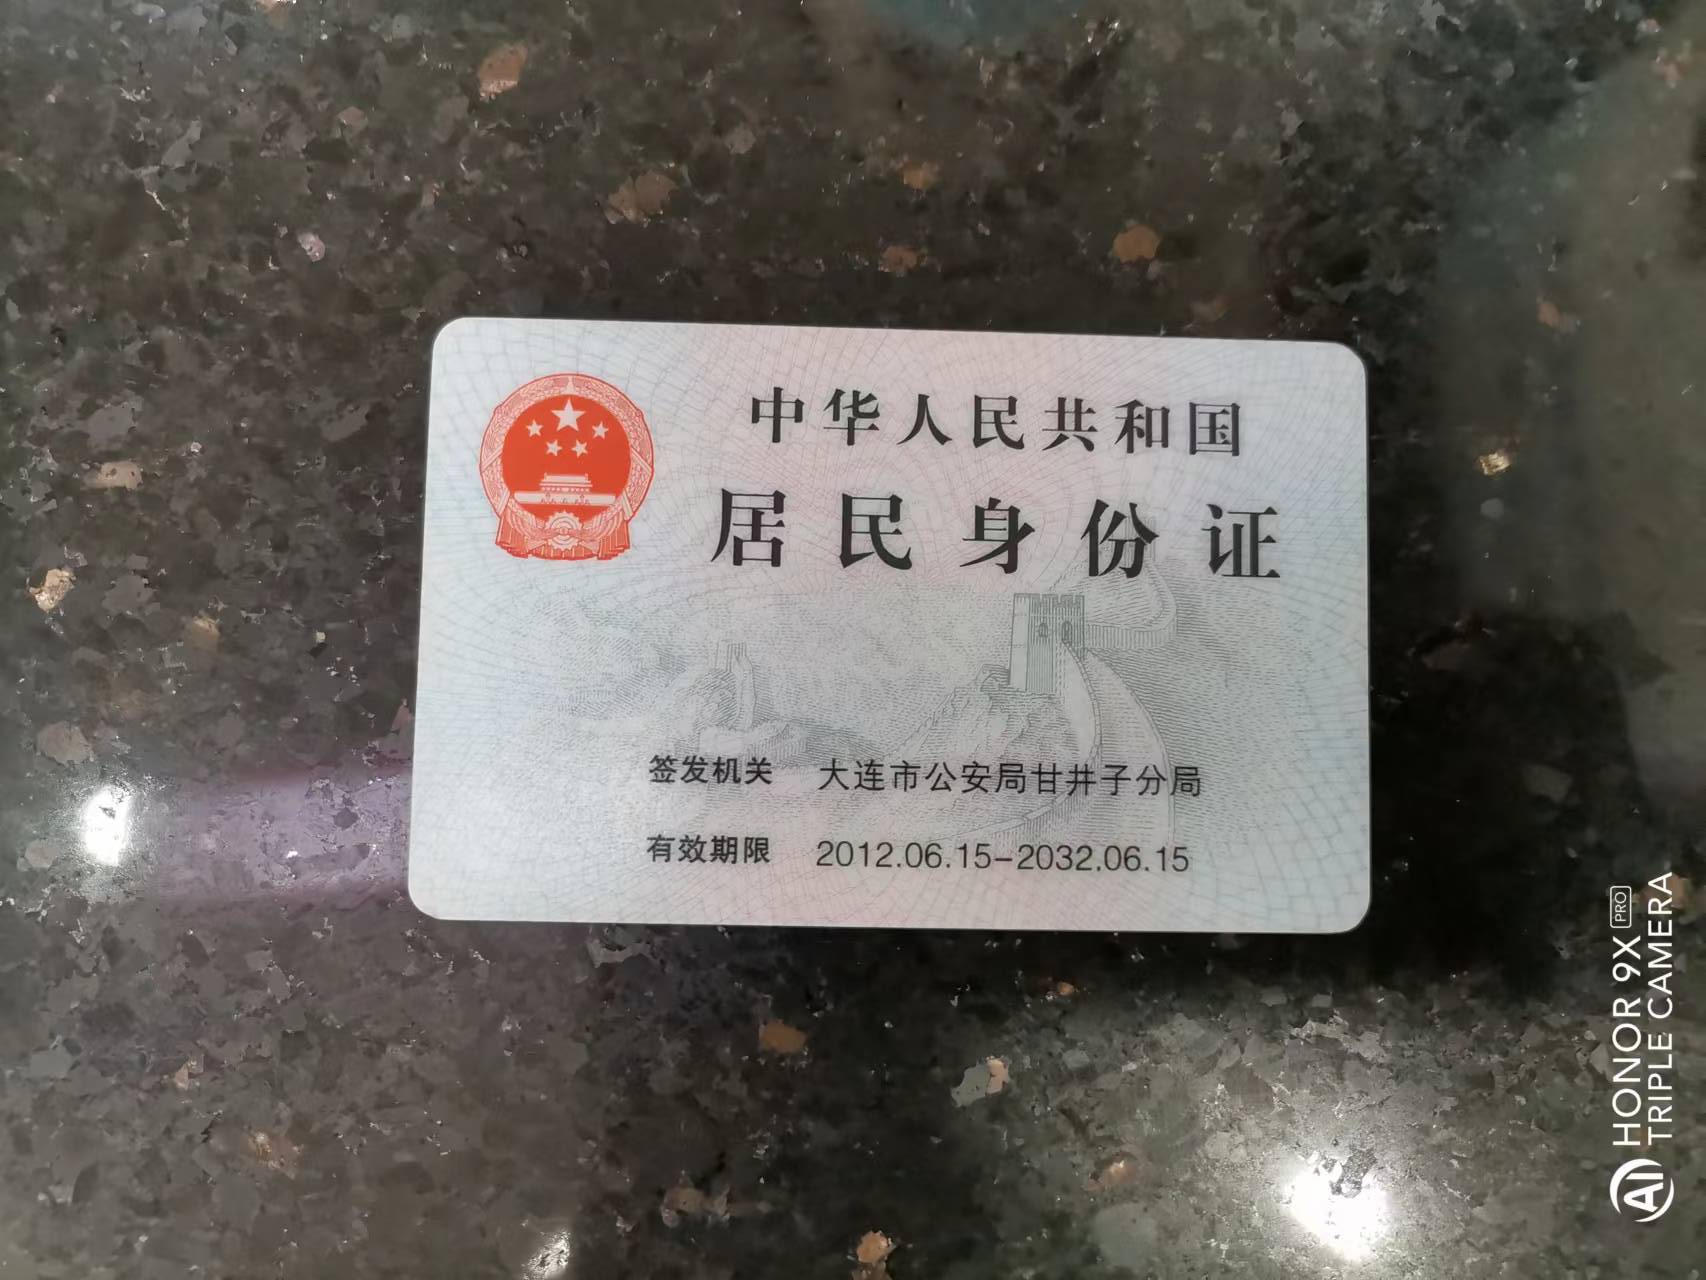 中华人民共和国
居民身份证
签发机关 大连市公安局甘井子分局
有效期限 2012.06.15-2032.06.15
AI HONOR 9X PRO
TRIPLE CAMERA